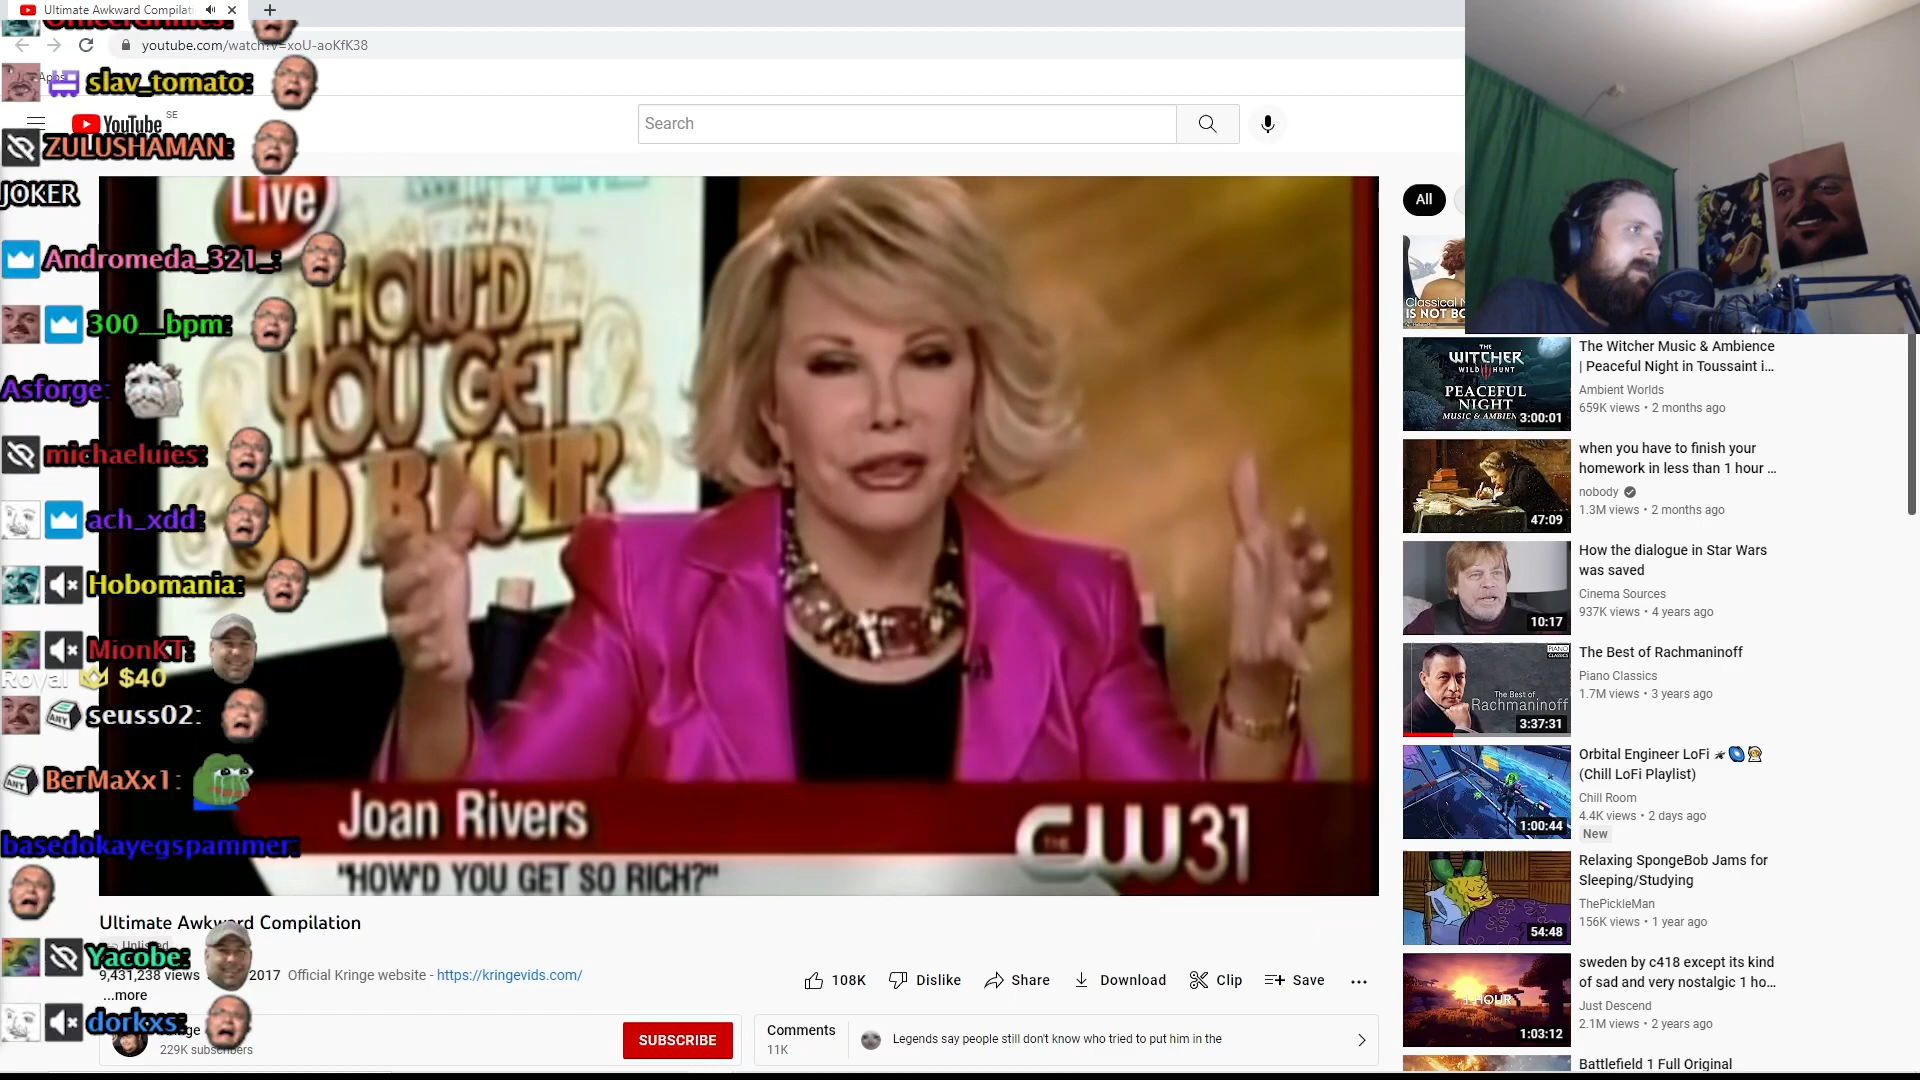 Ultimate Awkward Compilati
youtube.com/watch?v=xoU-aoKfK38
Apps
slav_tomato:
YouTube SE
Search
ZULUSHAMAN:
JOKER
Andromeda_321_:
300__bpm:
Asforge:
michaeluies:
ach_xdd:
Hobomania:
MionKT:
Royal $40
seuss02:
BerMaXx1:
basedokayegspammer:
Yacobe:
dorkxs:
Live
HOW'D
YOU GET
SO RICH?
Joan Rivers
THE CW31
"HOW'D YOU GET SO RICH?"
Ultimate Awkward Compilation
Unlisted
9,431,238 views 2017 Official Kringe website - https://kringevids.com/
...more
108K Dislike Share Download Clip Save
229K subscribers
SUBSCRIBE
Comments
11K
Legends say people still don't know who tried to put him in the
All
Classical
IS NOT BO
THE
WITCHER
WILD HUNT
PEACEFUL
NIGHT
MUSIC & AMBIEN
3:00:01
The Witcher Music & Ambience
| Peaceful Night in Toussaint i...
Ambient Worlds
659K views • 2 months ago
47:09
when you have to finish your
homework in less than 1 hour ...
nobody
1.3M views • 2 months ago
10:17
How the dialogue in Star Wars
was saved
Cinema Sources
937K views • 4 years ago
PIANO
CLASSICS
The Best of
Rachmaninoff
3:37:31
The Best of Rachmaninoff
Piano Classics
1.7M views • 3 years ago
1:00:44
Orbital Engineer LoFi
(Chill LoFi Playlist)
Chill Room
4.4K views • 2 days ago
New
54:48
Relaxing SpongeBob Jams for
Sleeping/Studying
ThePickleMan
156K views • 1 year ago
1 HOUR
1:03:12
sweden by c418 except its kind
of sad and very nostalgic 1 ho...
Just Descend
2.1M views • 2 years ago
Battlefield 1 Full Original